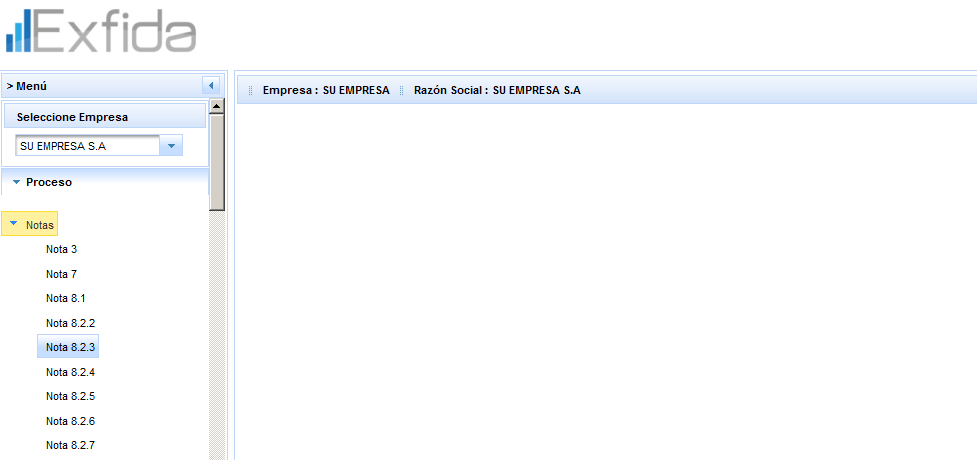 Exfida
> Menú
Empresa : SU EMPRESA Razón Social : SU EMPRESA S.A
Seleccione Empresa
SU EMPRESA S.A
Proceso
Notas
Nota 3
Nota 7
Nota 8.1
Nota 8.2.2
Nota 8.2.3
Nota 8.2.4
Nota 8.2.5
Nota 8.2.6
Nota 8.2.7